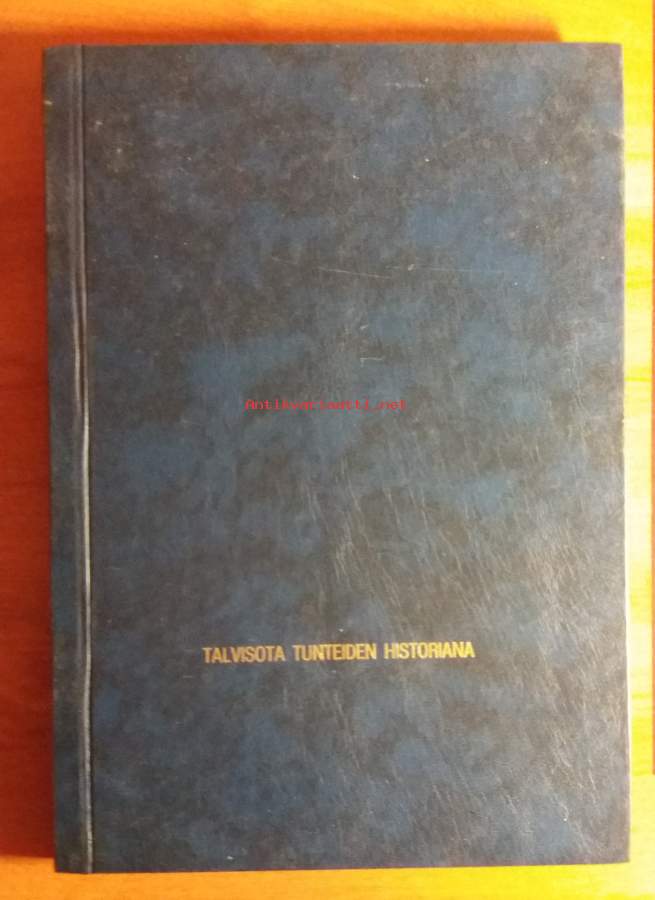 Antikvariaatti.net
TALVISOTA TUNTEIDEN HISTORIANA